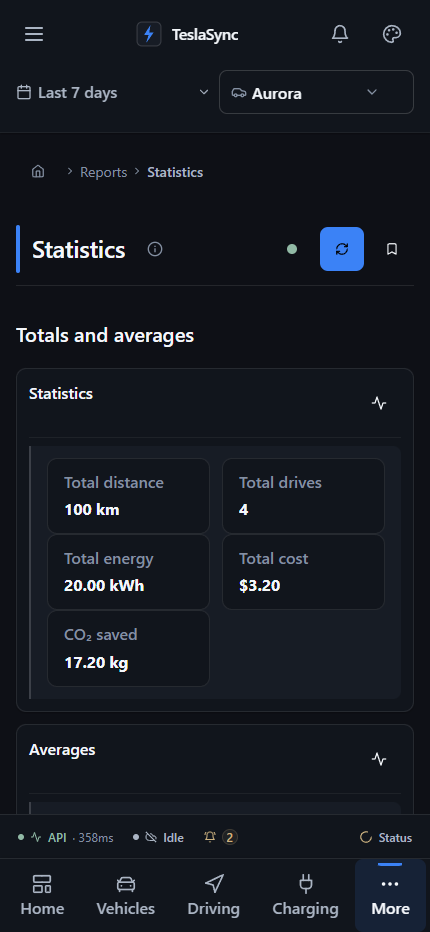 TeslaSync
Last 7 days
Aurora
Reports
Statistics
Statistics
Totals and averages
Statistics
Total distance
100 km
Total drives
4
Total energy
20.00 kWh
Total cost
$3.20
CO₂ saved
17.20 kg
Averages
API · 358ms
Idle
2
Status
Home
Vehicles
Driving
Charging
More